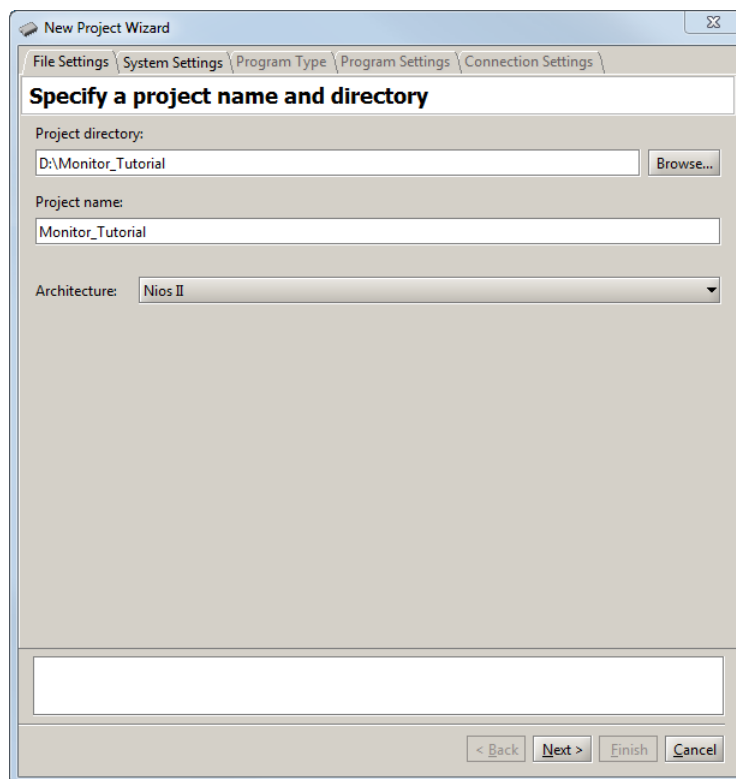 New Project Wizard
File Settings System Settings Program Type Program Settings Connection Settings
Specify a project name and directory
Project directory:
D:\Monitor_Tutorial Browse...
Project name:
Monitor_Tutorial
Architecture: Nios II
< Back Next > Finish Cancel